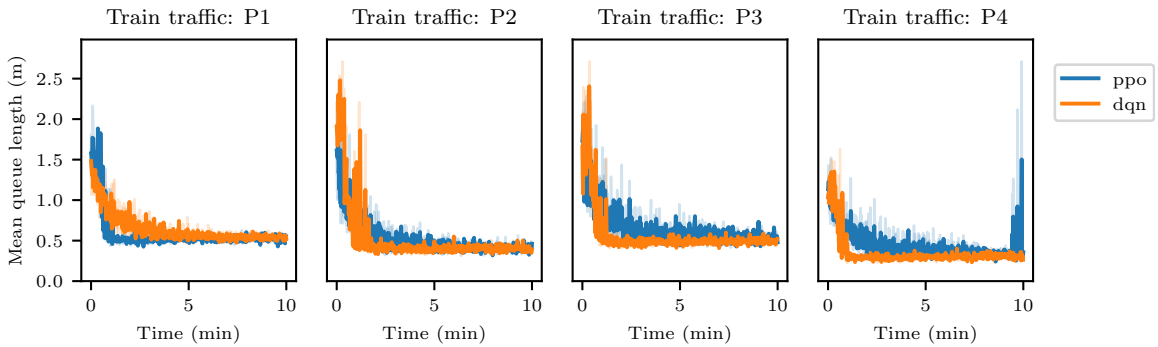 Train traffic: P1
Train traffic: P2
Train traffic: P3
Train traffic: P4
Mean queue length (m)
2.5
2.0
1.5
1.0
0.5
0.0
0 5 10
0 5 10
0 5 10
0 5 10
Time (min)
Time (min)
Time (min)
Time (min)
ppo
dqn